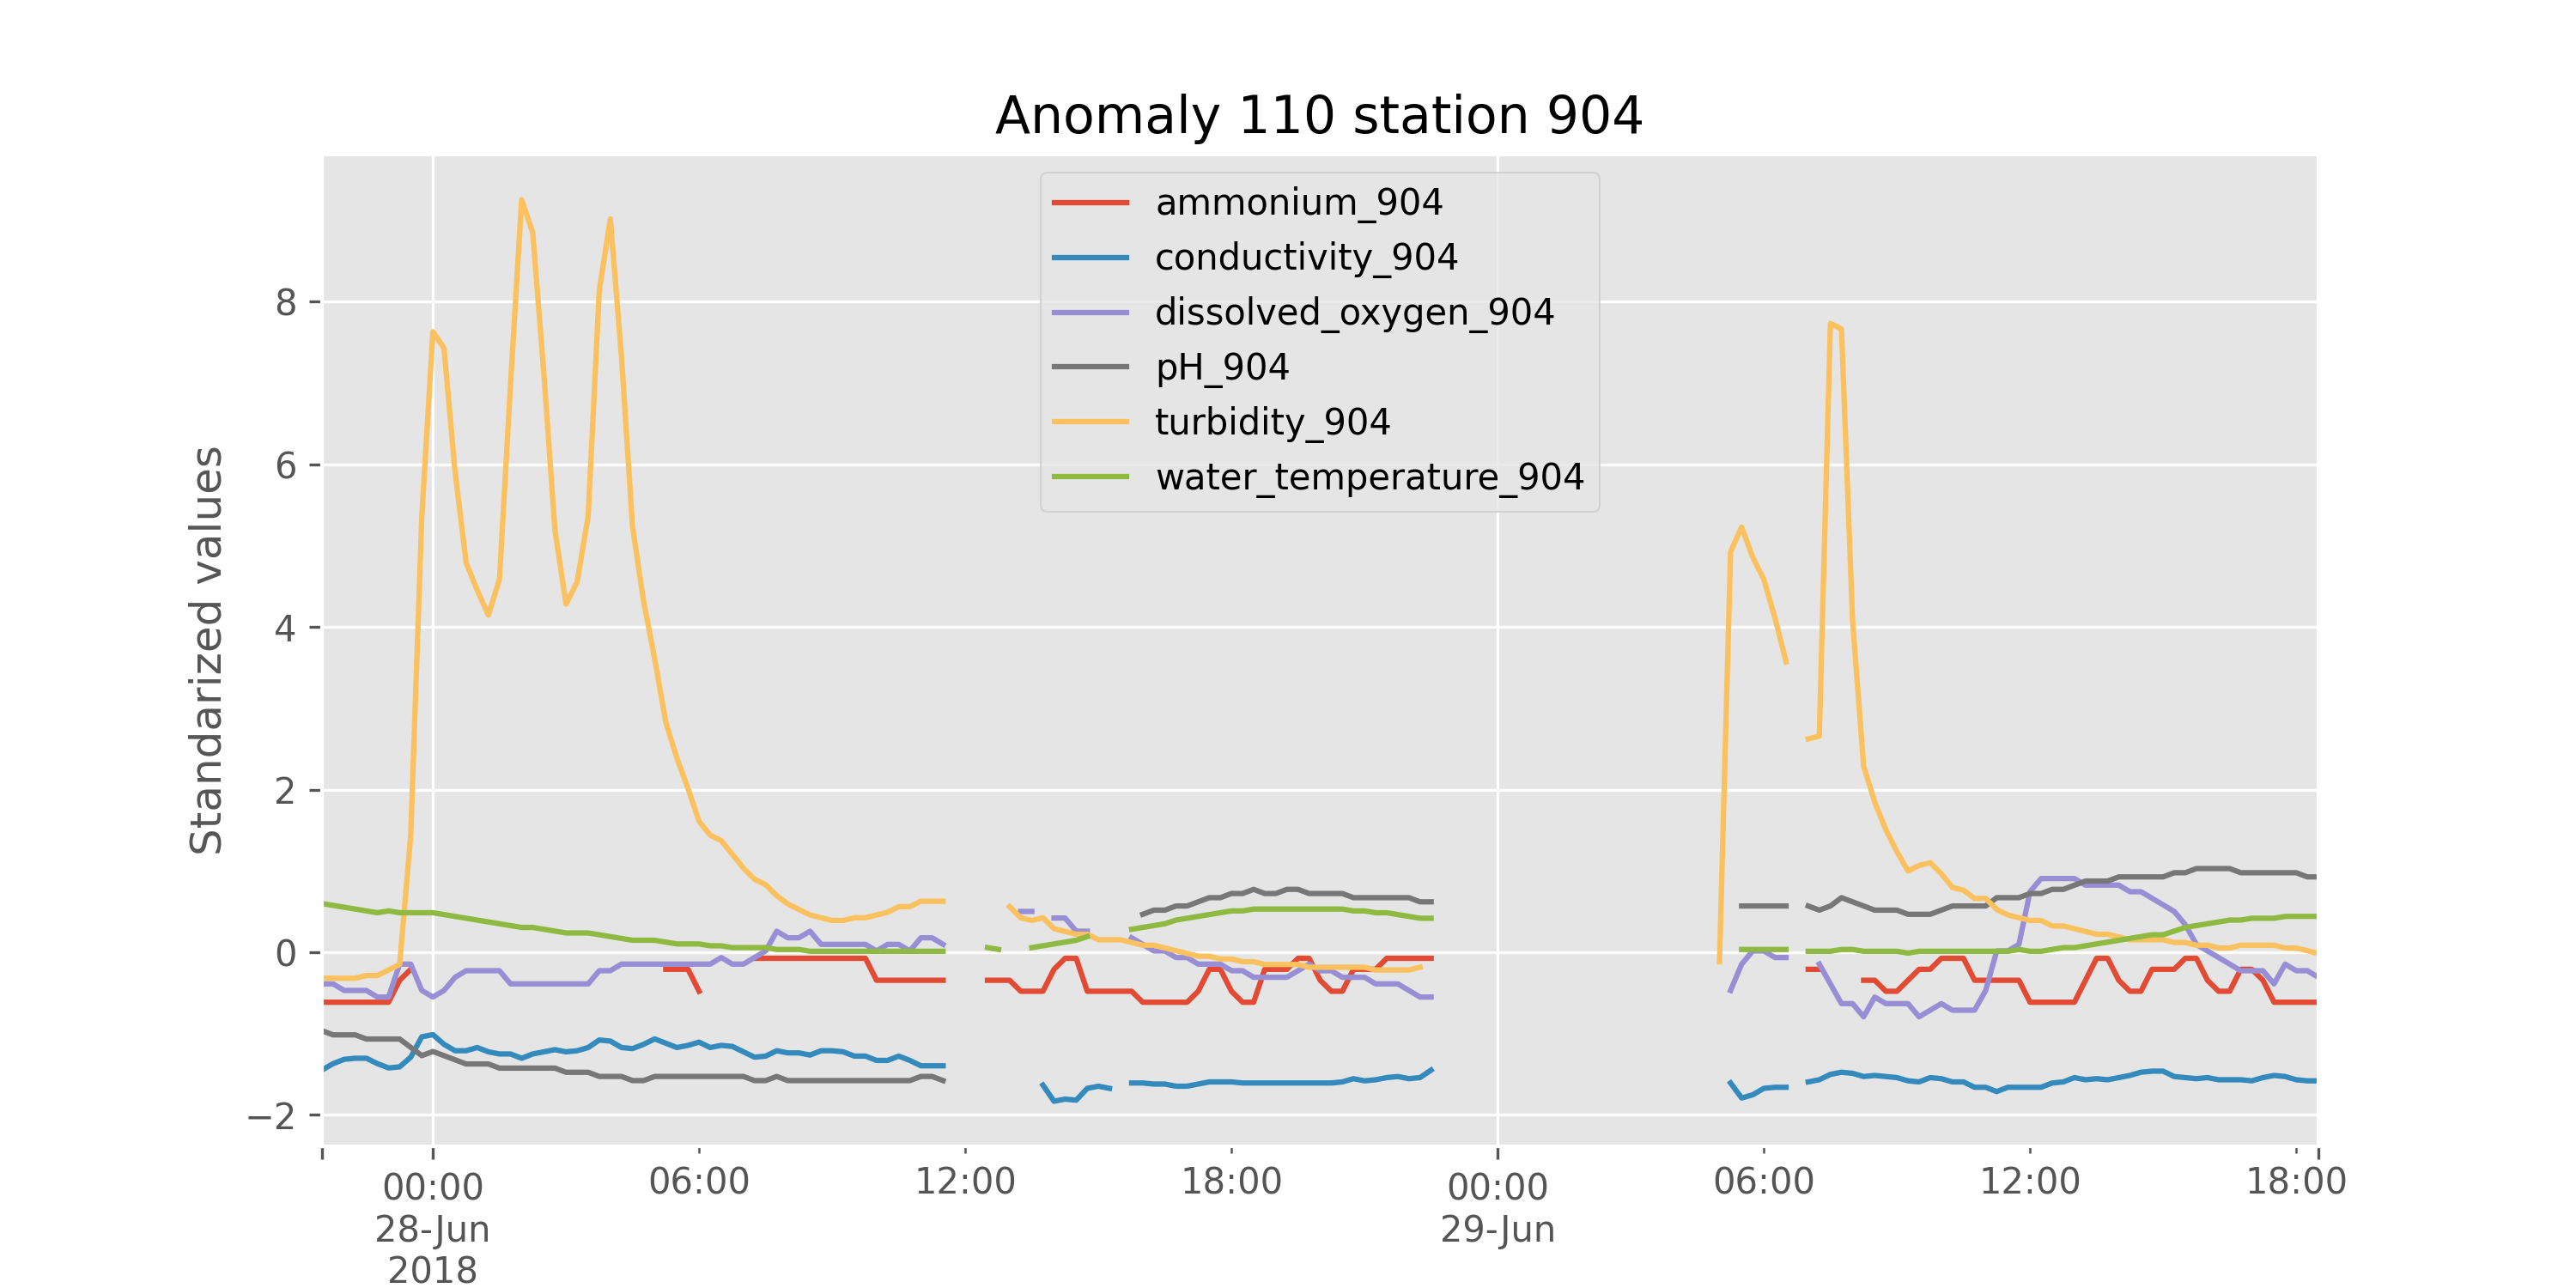 Anomaly 110 station 904
ammonium_904
conductivity_904
dissolved_oxygen_904
pH_904
turbidity_904
water_temperature_904
Standarized values
8
6
4
2
0
−2
00:00 06:00 12:00 18:00 00:00 06:00 12:00 18:00
28-Jun 29-Jun
2018